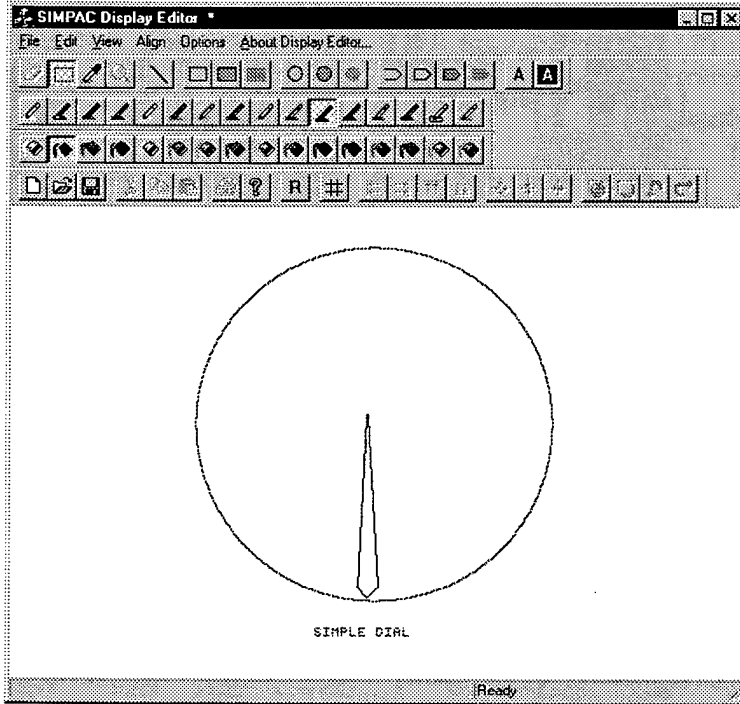 SIMPAC Display Editor *
File Edit View Align Options About Display Editor...
A A
? R #
SIMPLE DIAL
Ready